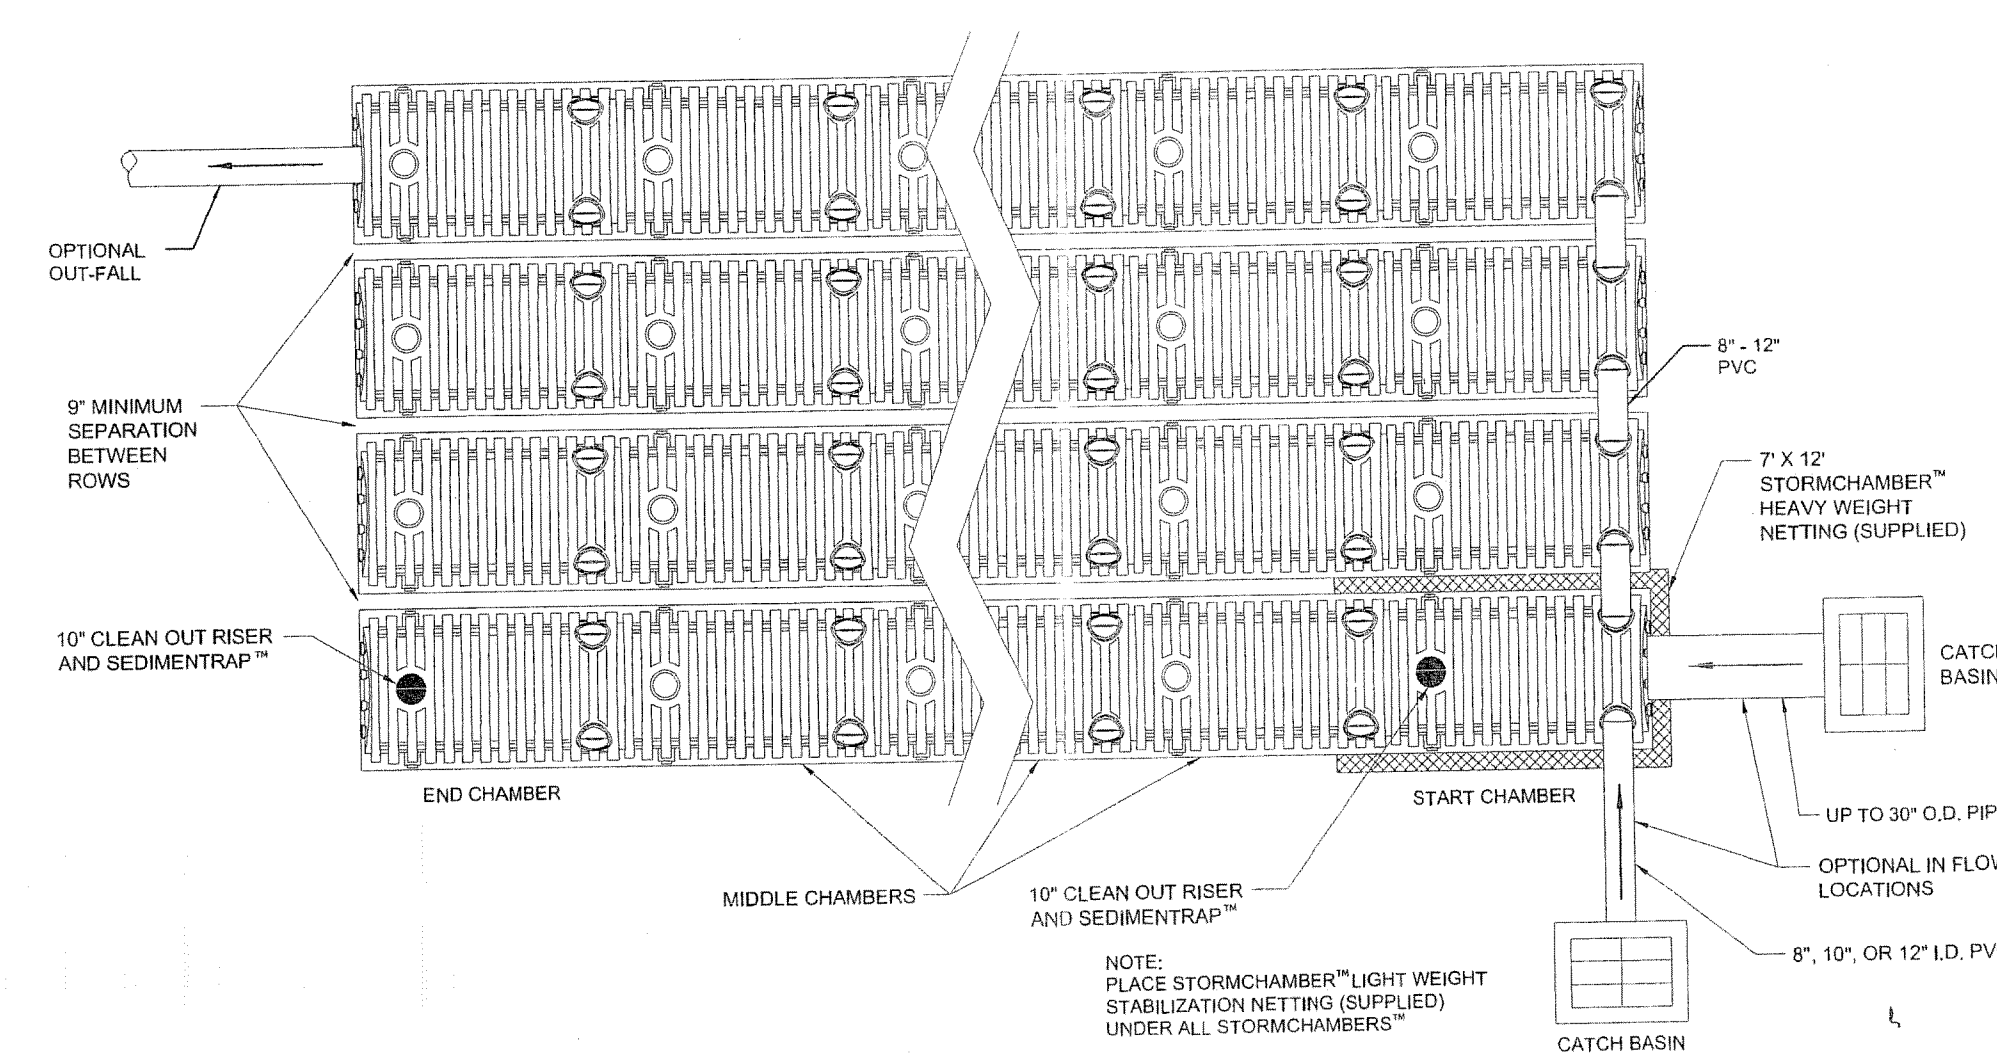 OPTIONAL
OUT-FALL
9" MINIMUM
SEPARATION
BETWEEN
ROWS
10" CLEAN OUT RISER
AND SEDIMENTRAP™
8" - 12"
PVC
7' X 12'
STORMCHAMBER™
HEAVY WEIGHT
NETTING (SUPPLIED)
CATCH
BASIN
END CHAMBER
START CHAMBER
MIDDLE CHAMBERS
10" CLEAN OUT RISER
AND SEDIMENTRAP™
UP TO 30" O.D. PIP
OPTIONAL IN FLOW
LOCATIONS
8", 10", OR 12" I.D. PV
NOTE:
PLACE STORMCHAMBER™ LIGHT WEIGHT
STABILIZATION NETTING (SUPPLIED)
UNDER ALL STORMCHAMBERS™
CATCH BASIN